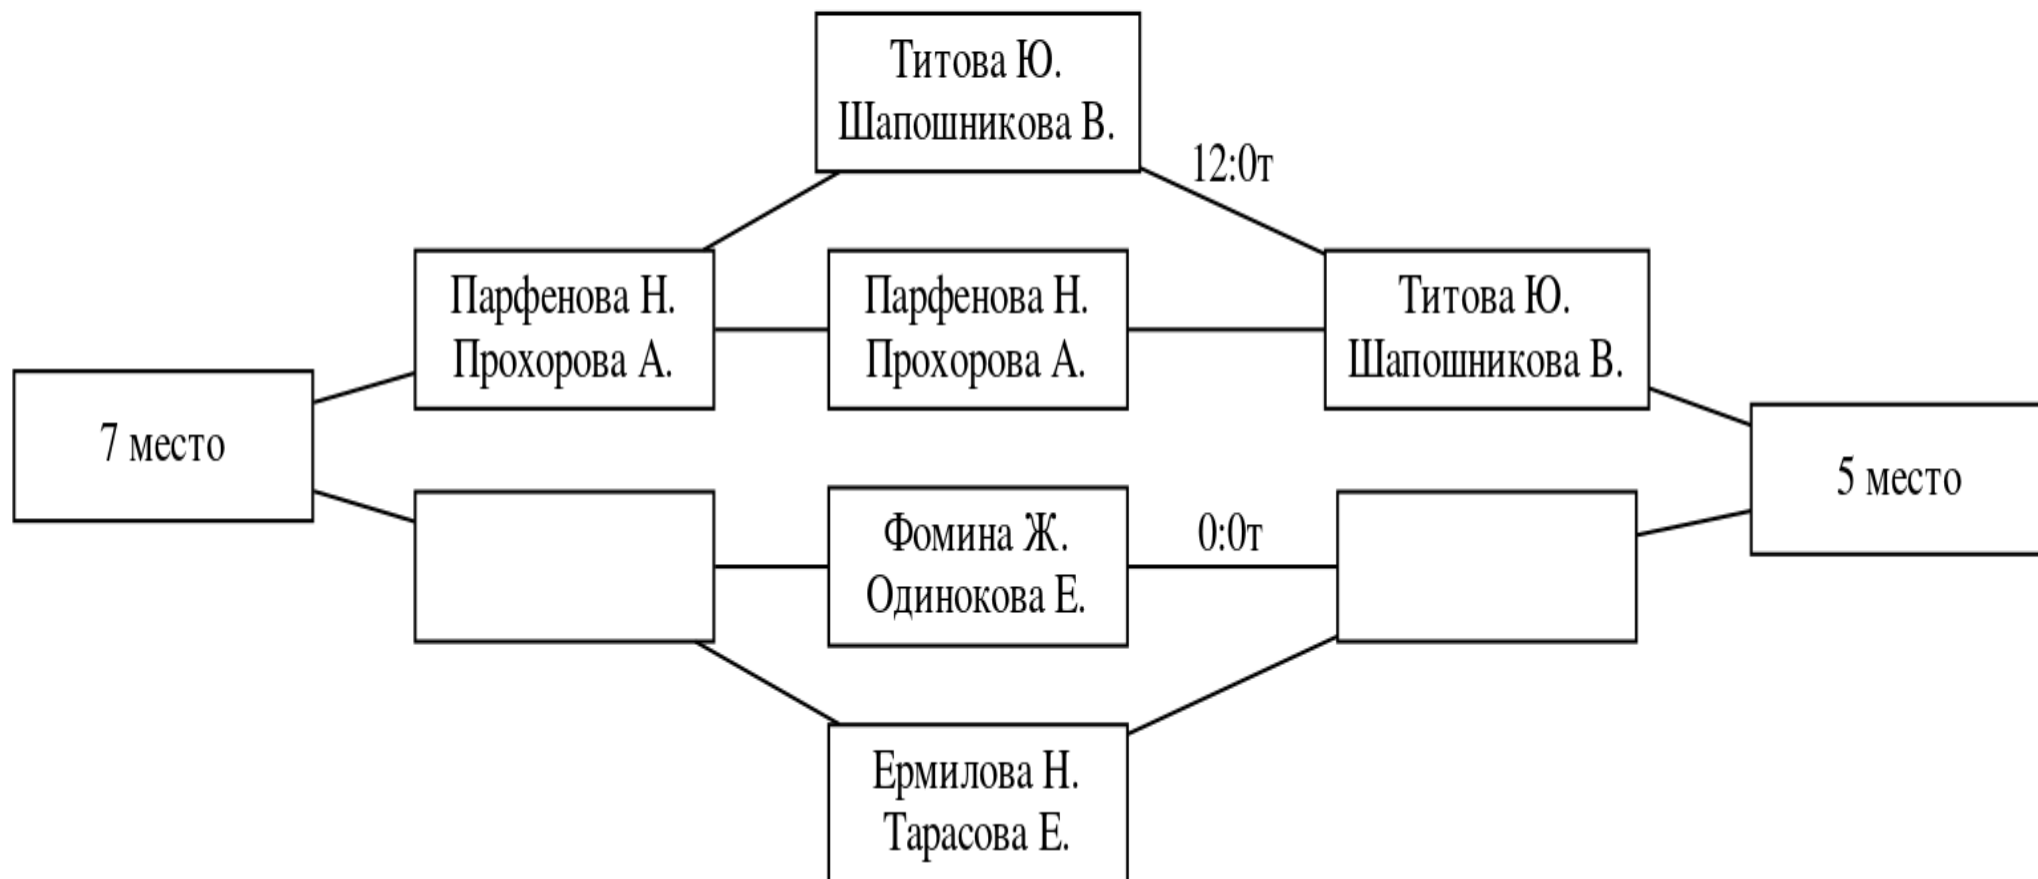 Титова Ю.
Шапошникова В.
12:0т
Парфенова Н.
Прохорова А.
Парфенова Н.
Прохорова А.
Титова Ю.
Шапошникова В.
7 место
5 место
Фомина Ж.
Одинокова Е.
0:0т
Ермилова Н.
Тарасова Е.